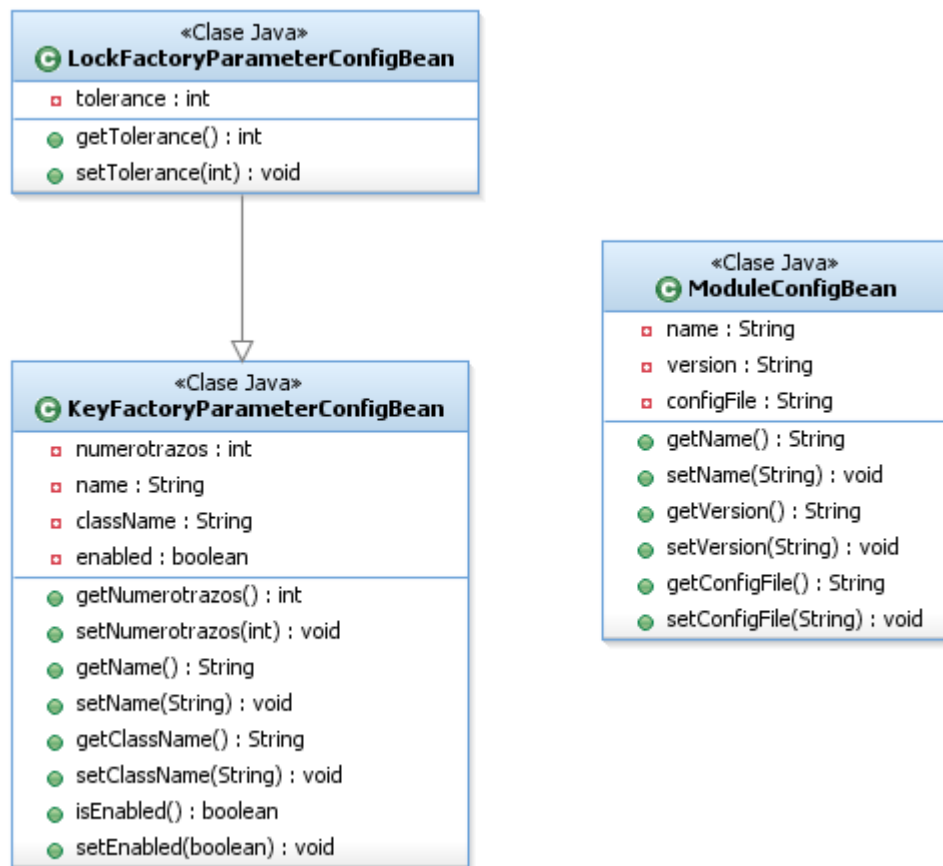 «Clase Java»
LockFactoryParameterConfigBean
tolerance : int
getTolerance() : int
setTolerance(int) : void
«Clase Java»
KeyFactoryParameterConfigBean
numerotrazos : int
name : String
className : String
enabled : boolean
getNumerotrazos() : int
setNumerotrazos(int) : void
getName() : String
setName(String) : void
getClassName() : String
setClassName(String) : void
isEnabled() : boolean
setEnabled(boolean) : void
«Clase Java»
ModuleConfigBean
name : String
version : String
configFile : String
getName() : String
setName(String) : void
getVersion() : String
setVersion(String) : void
getConfigFile() : String
setConfigFile(String) : void